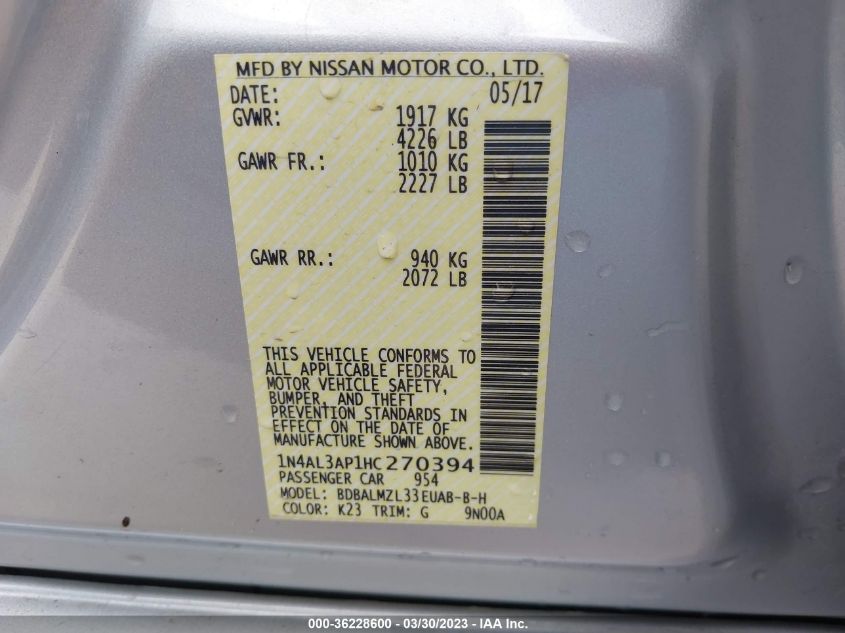 MFD BY NISSAN MOTOR CO., LTD.
DATE: 05/17
GVWR: 1917 KG
4226 LB
GAWR FR.: 1010 KG
2227 LB
GAWR RR.: 940 KG
2072 LB
THIS VEHICLE CONFORMS TO
ALL APPLICABLE FEDERAL
MOTOR VEHICLE SAFETY,
BUMPER, AND THEFT
PREVENTION STANDARDS IN
EFFECT ON THE DATE OF
MANUFACTURE SHOWN ABOVE.
1N4AL3AP1HC270394
PASSENGER CAR 954
MODEL: BDBALMZL33EUAB-B-H
COLOR: K23 TRIM: G 9N00A
000-36228600 - 03/30/2023 - IAA Inc.